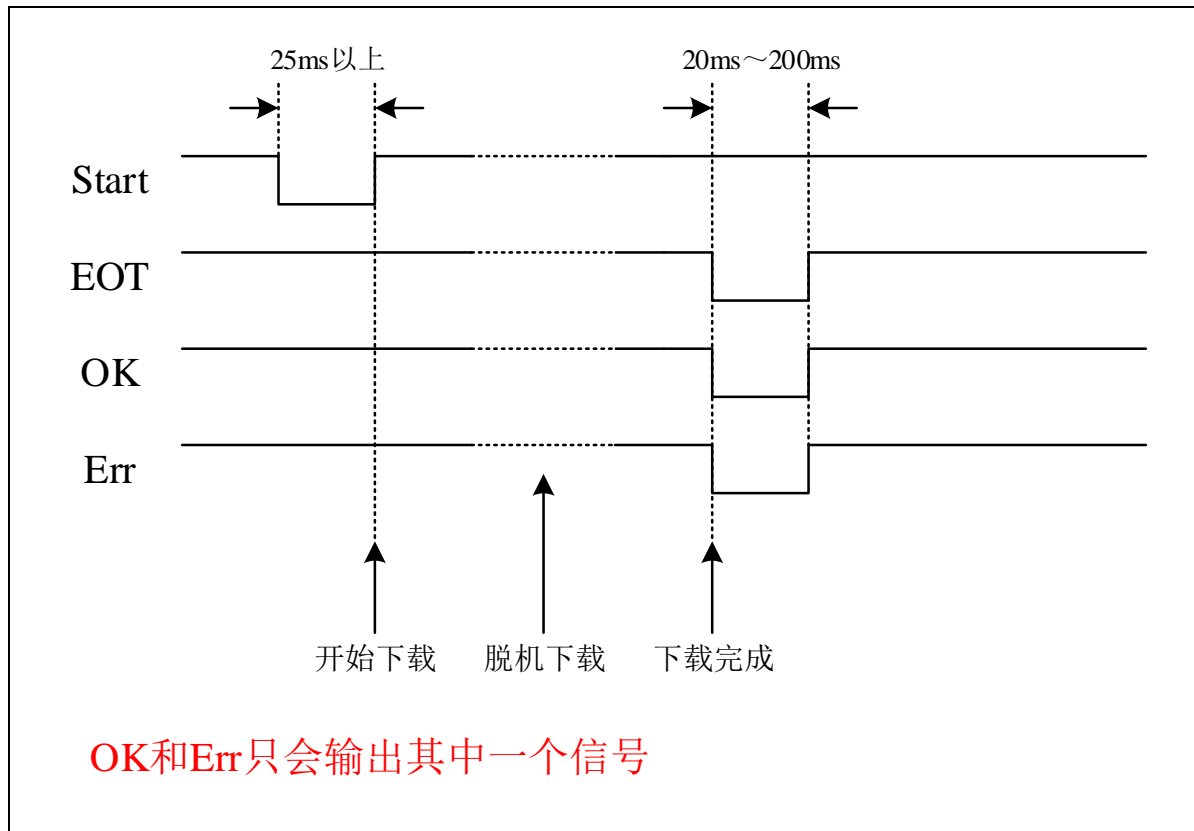 25ms以上
20ms～200ms
Start
EOT
OK
Err
开始下载
脱机下载
下载完成
OK和Err只会输出其中一个信号